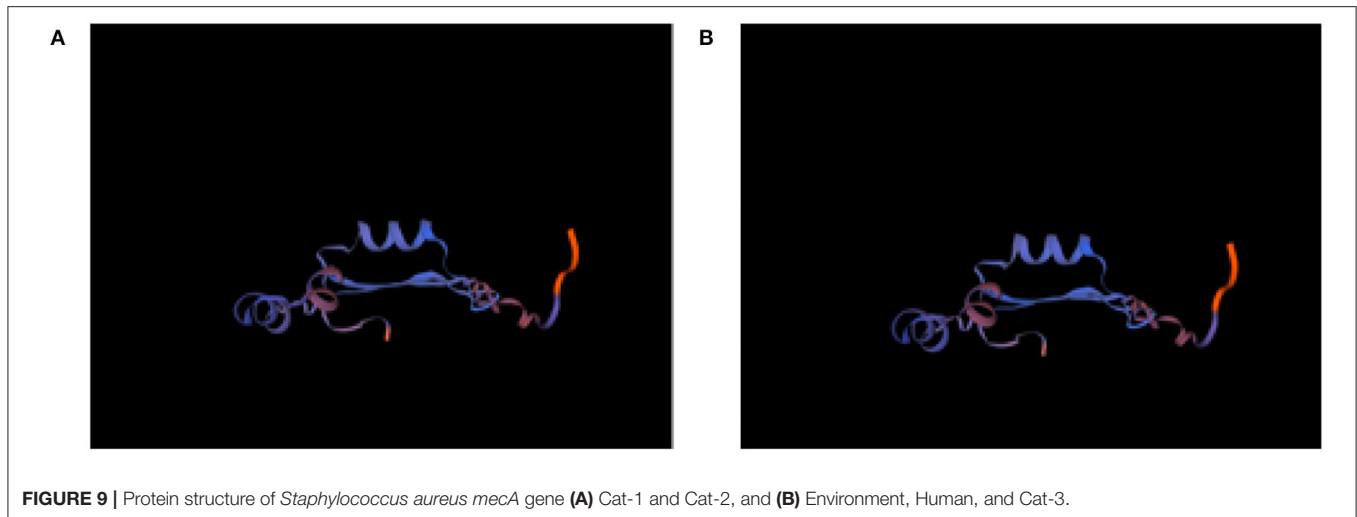 A
B
FIGURE 9 | Protein structure of Staphylococcus aureus mecA gene (A) Cat-1 and Cat-2, and (B) Environment, Human, and Cat-3.